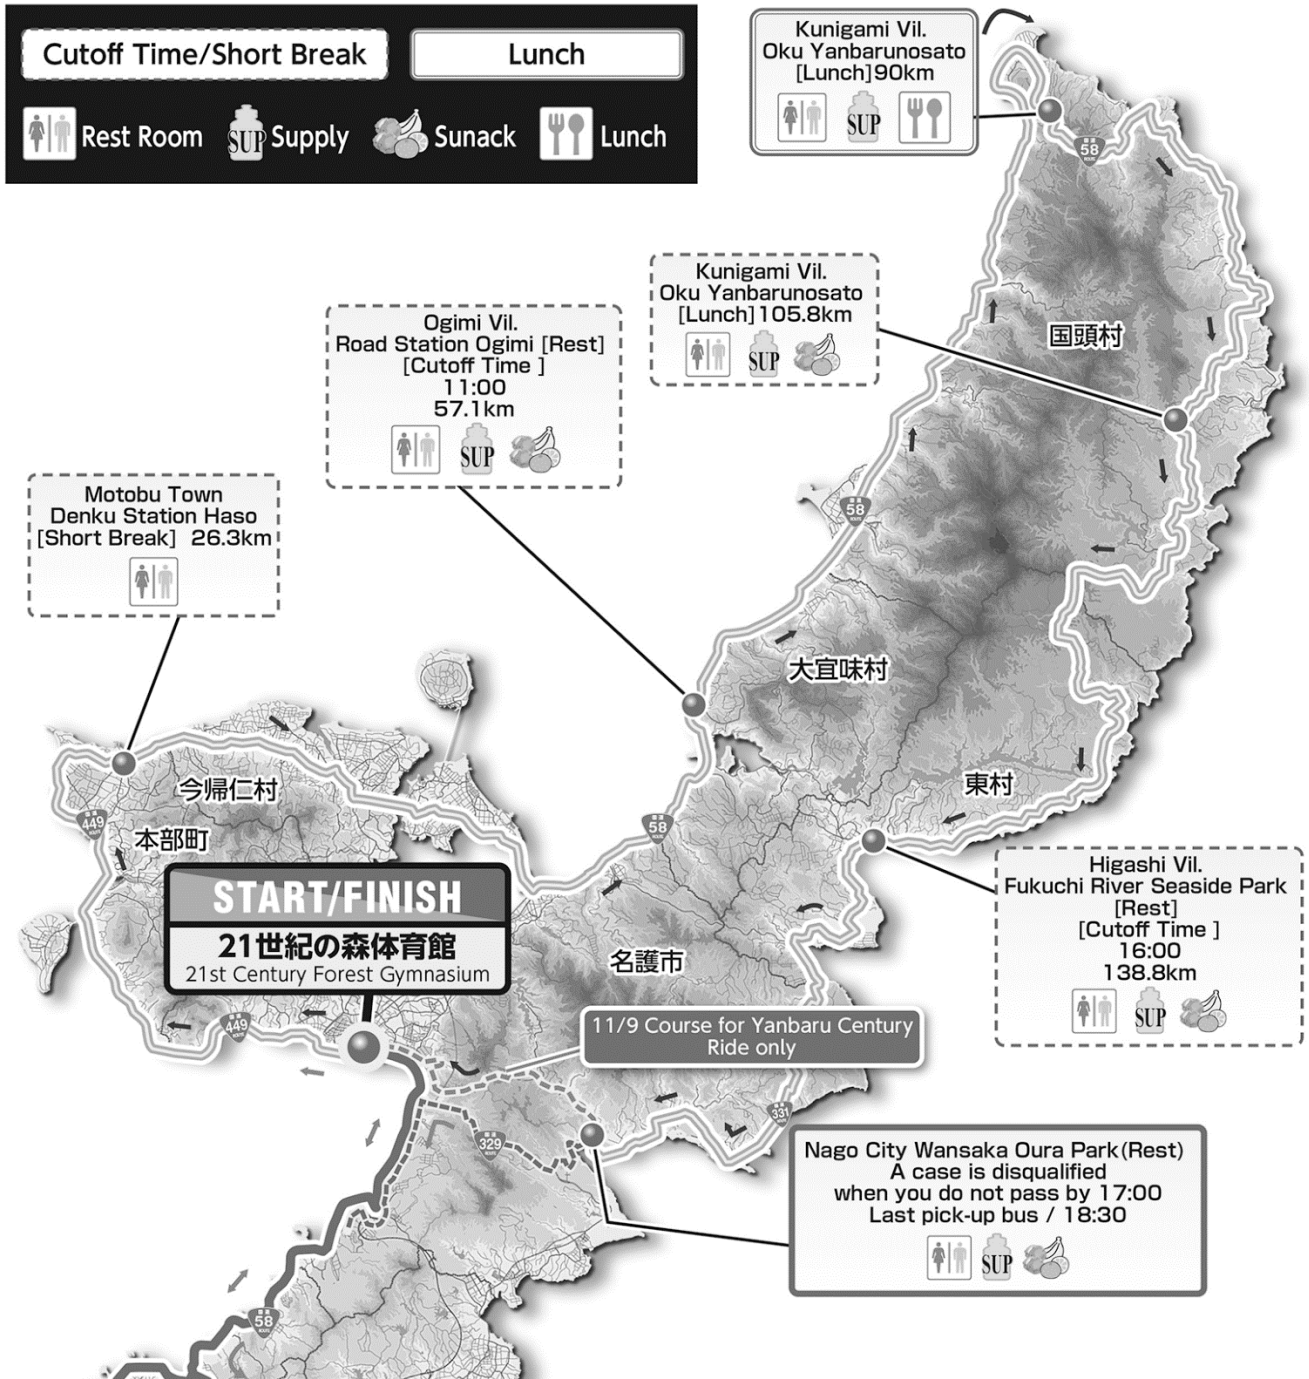 Cutoff Time/Short Break
Lunch
Rest Room
SUP
Supply
Sunack
Lunch
Kunigami Vil.
Oku Yanbarunosato
[Lunch]90km
SUP
58
Kunigami Vil.
Oku Yanbarunosato
[Lunch]105.8km
SUP
国頭村
Ogimi Vil.
Road Station Ogimi [Rest]
[Cutoff Time ]
11:00
57.1km
SUP
Motobu Town
Denku Station Haso
[Short Break] 26.3km
58
大宜味村
今帰仁村
東村
449
本部町
58
START/FINISH
21世紀の森体育館
21st Century Forest Gymnasium
名護市
Higashi Vil.
Fukuchi River Seaside Park
[Rest]
[Cutoff Time ]
16:00
138.8km
SUP
449
11/9 Course for Yanbaru Century
Ride only
331
329
Nago City Wansaka Oura Park(Rest)
A case is disqualified
when you do not pass by 17:00
Last pick-up bus / 18:30
SUP
58